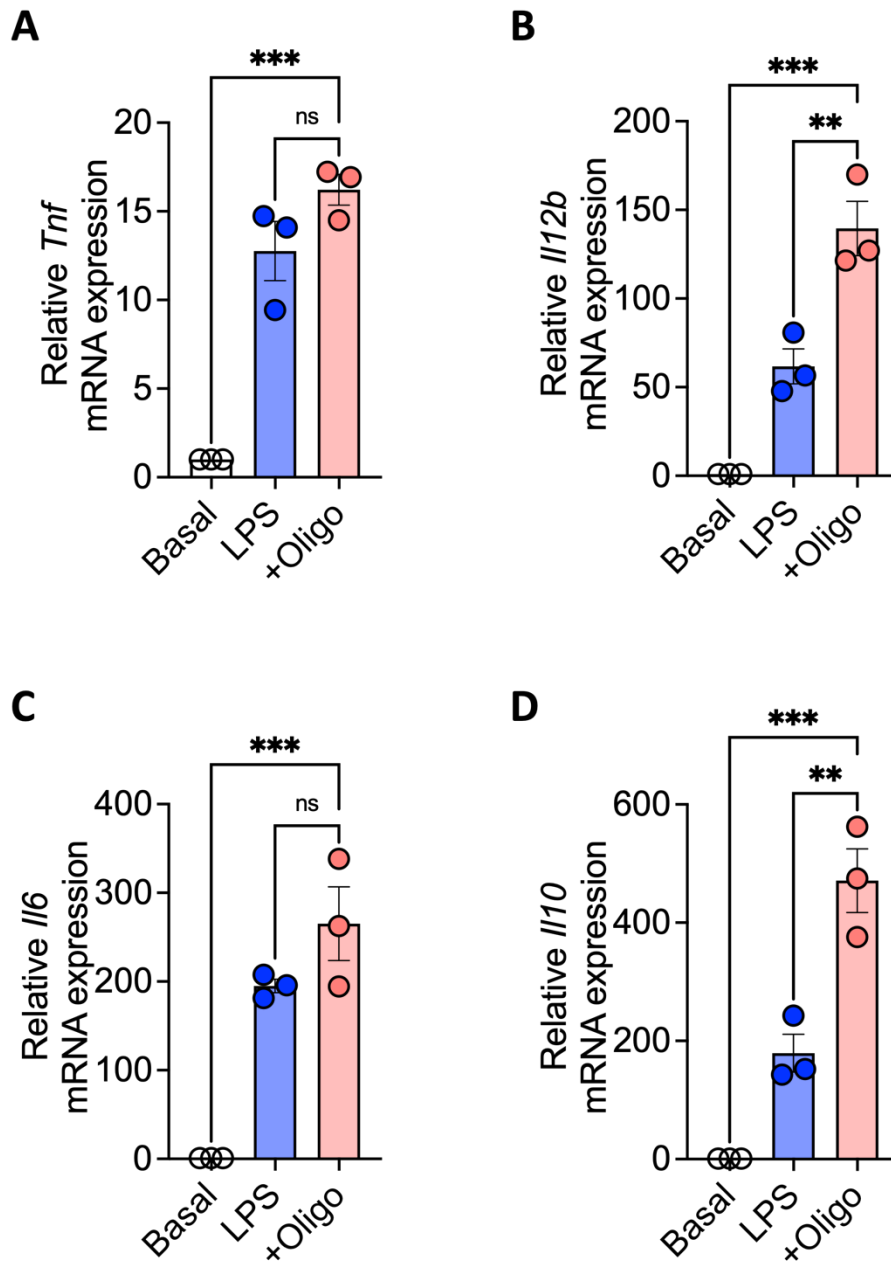 A
***
ns
Relative Tnf
mRNA expression
20
15
10
5
0
Basal
LPS
+Oligo
B
***
**
Relative Il12b
mRNA expression
200
150
100
50
0
Basal
LPS
+Oligo
C
***
ns
Relative Il6
mRNA expression
400
300
200
100
0
Basal
LPS
+Oligo
D
***
**
Relative Il10
mRNA expression
600
400
200
0
Basal
LPS
+Oligo